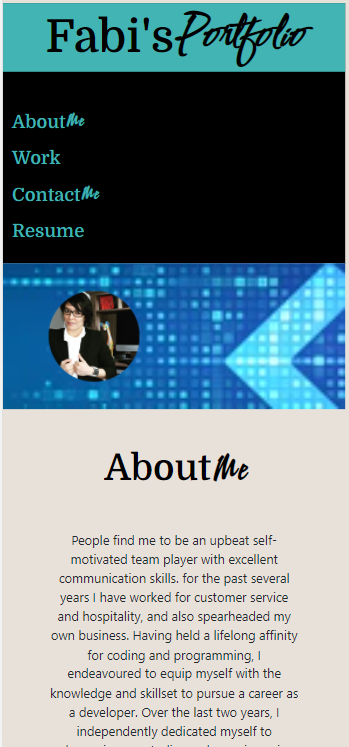 Fabi's Portfolio
About Me
Work
Contact Me
Resume
About Me
People find me to be an upbeat self-
motivated team player with excellent
communication skills. for the past several
years I have worked for customer service
and hospitality, and also spearheaded my
own business. Having held a lifelong affinity
for coding and programming, I
endeavoured to equip myself with the
knowledge and skillset to pursue a career as
a developer. Over the last two years, I
independently dedicated myself to